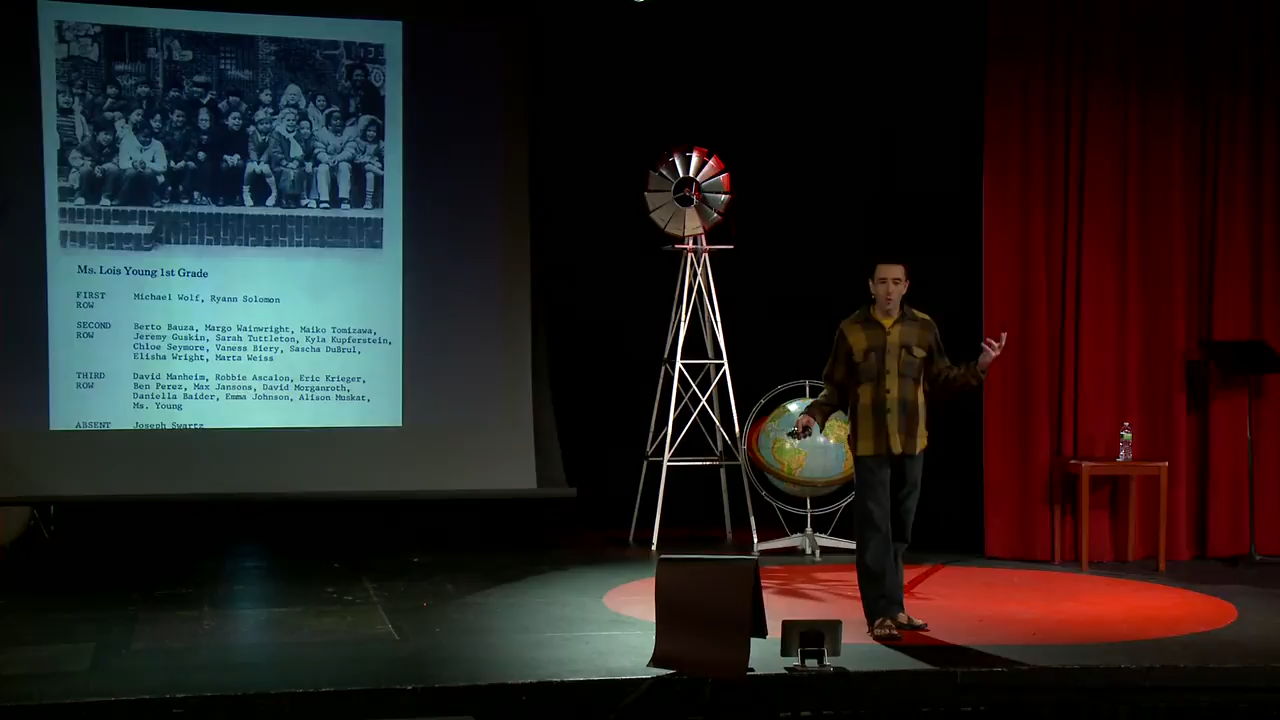 Ms. Lois Young 1st Grade
FIRST ROW Michael Wolf, Ryann Solomon
SECOND ROW Berto Bauza, Margo Wainwright, Maiko Tomizawa,
Jeremy Guskin, Sarah Tuttleton, Kyla Kupferstein,
Chloe Seymore, Vaness Biery, Sascha DuBrul,
Elisha Wright, Marta Weiss
THIRD ROW David Manheim, Robbie Ascalon, Eric Krieger,
Ben Perez, Max Jansons, David Morganroth,
Daniella Baider, Emma Johnson, Alison Muskat,
Ms. Young
ABSENT Joseph Swartz